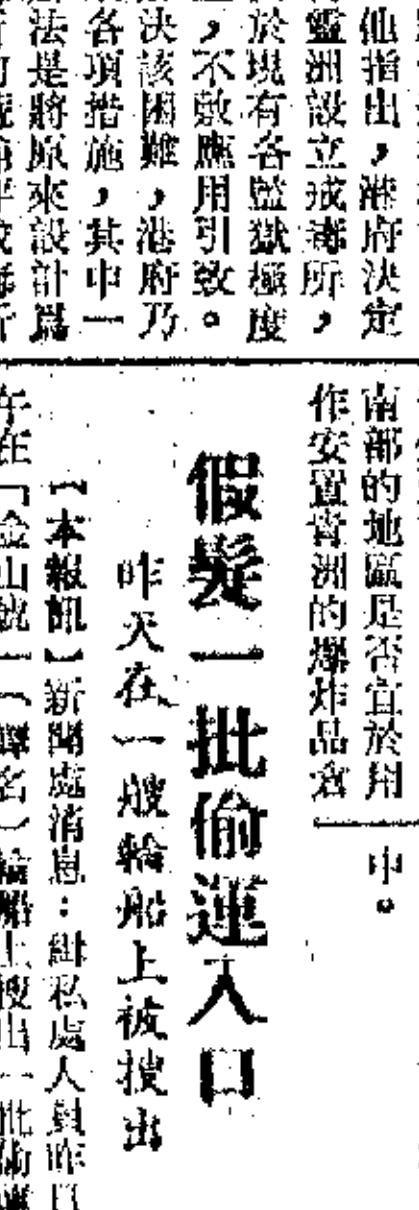 他指出，港府決定
靈洲設立戒毒所，
於現有各監獄極度
，不敷應用引致。
決該困難，港府乃
各項措施，其中一
法是將原來設計爲
南部的地區是否宜於用
作安置青洲的爆炸品倉
中。
假髮一批偷運入口
昨天在一艘輪船上被搜出
【本報訊】新聞處消息：緝私處人員昨日
午在「金山號」（譯名）輪船上搜出一批偷運